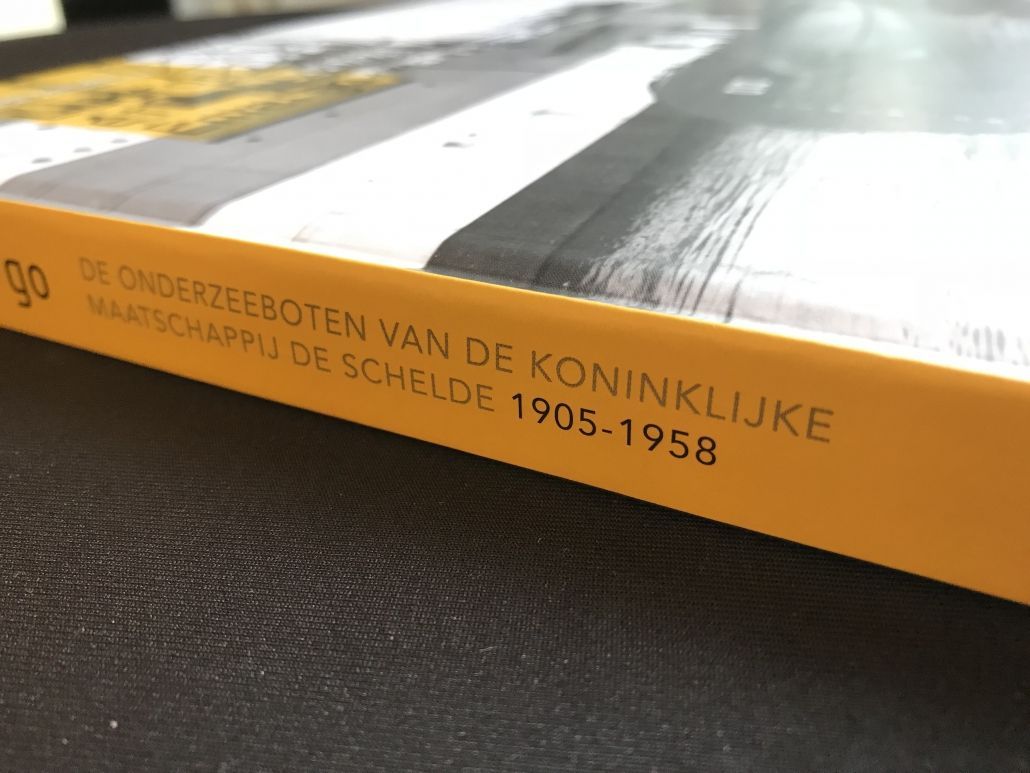 go
DE ONDERZEEBOTEN VAN DE KONINKLIJKE
MAATSCHAPPIJ DE SCHELDE 1905-1958